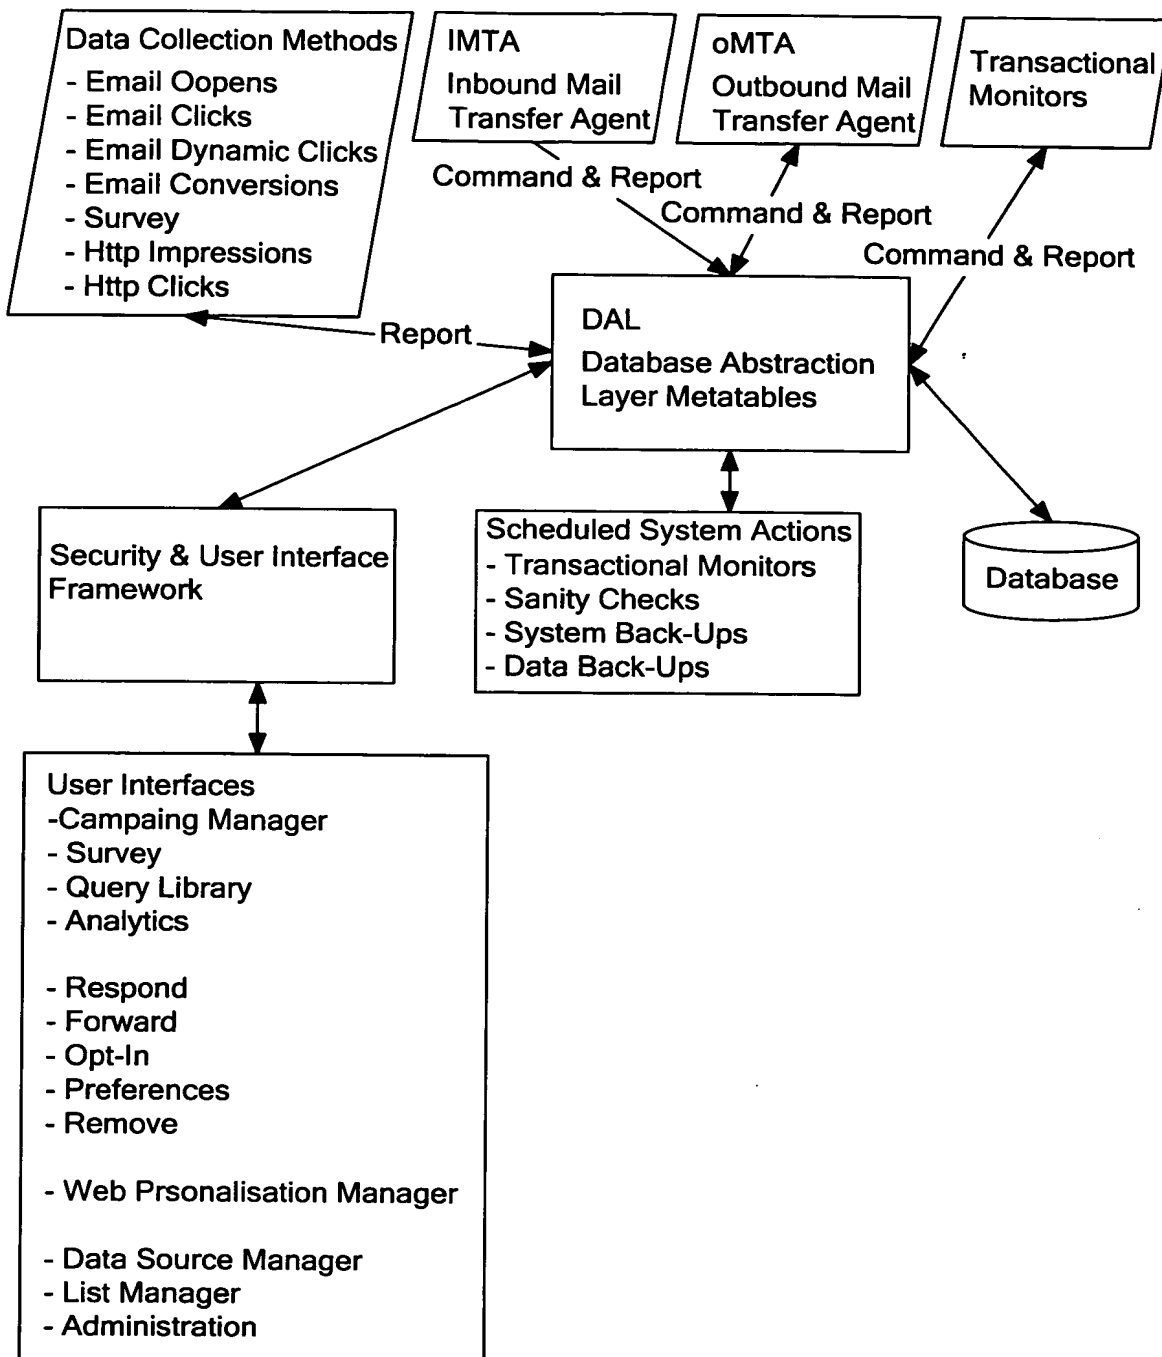 Data Collection Methods
- Email Oopens
- Email Clicks
- Email Dynamic Clicks
- Email Conversions
- Survey
- Http Impressions
- Http Clicks
IMTA
Inbound Mail
Transfer Agent
oMTA
Outbound Mail
Transfer Agent
Transactional
Monitors
Command & Report
Command & Report
Command & Report
Report
DAL
Database Abstraction
Layer Metatables
Security & User Interface
Framework
Scheduled System Actions
- Transactional Monitors
- Sanity Checks
- System Back-Ups
- Data Back-Ups
Database
User Interfaces
-Campaing Manager
- Survey
- Query Library
- Analytics
- Respond
- Forward
- Opt-In
- Preferences
- Remove
- Web Prsonalisation Manager
- Data Source Manager
- List Manager
- Administration